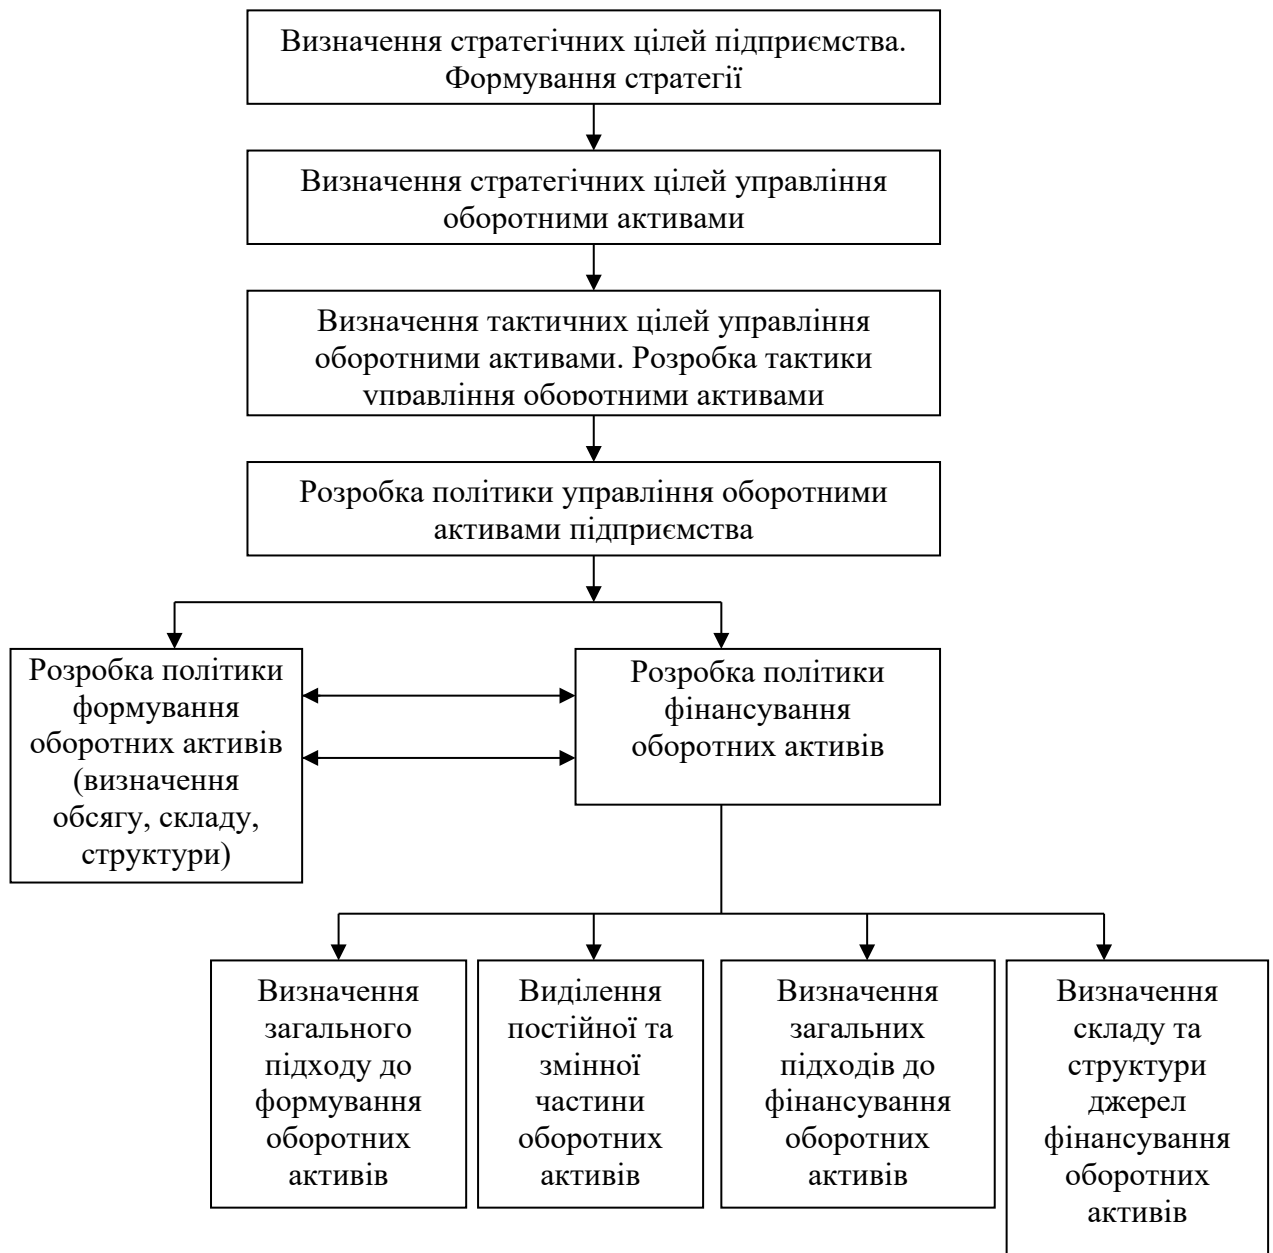 Визначення стратегічних цілей підприємства.
Формування стратегії
Визначення стратегічних цілей управління
оборотними активами
Визначення тактичних цілей управління
оборотними активами. Розробка тактики
управління оборотними активами
Розробка політики управління оборотними
активами підприємства
Розробка політики
формування
оборотних активів
(визначення
обсягу, складу,
структури)
Розробка політики
фінансування
оборотних активів
Визначення
загального
підходу до
формування
оборотних
активів
Виділення
постійної та
змінної
частини
оборотних
активів
Визначення
загальних
підходів до
фінансування
оборотних
активів
Визначення
складу та
структури
джерел
фінансування
оборотних
активів